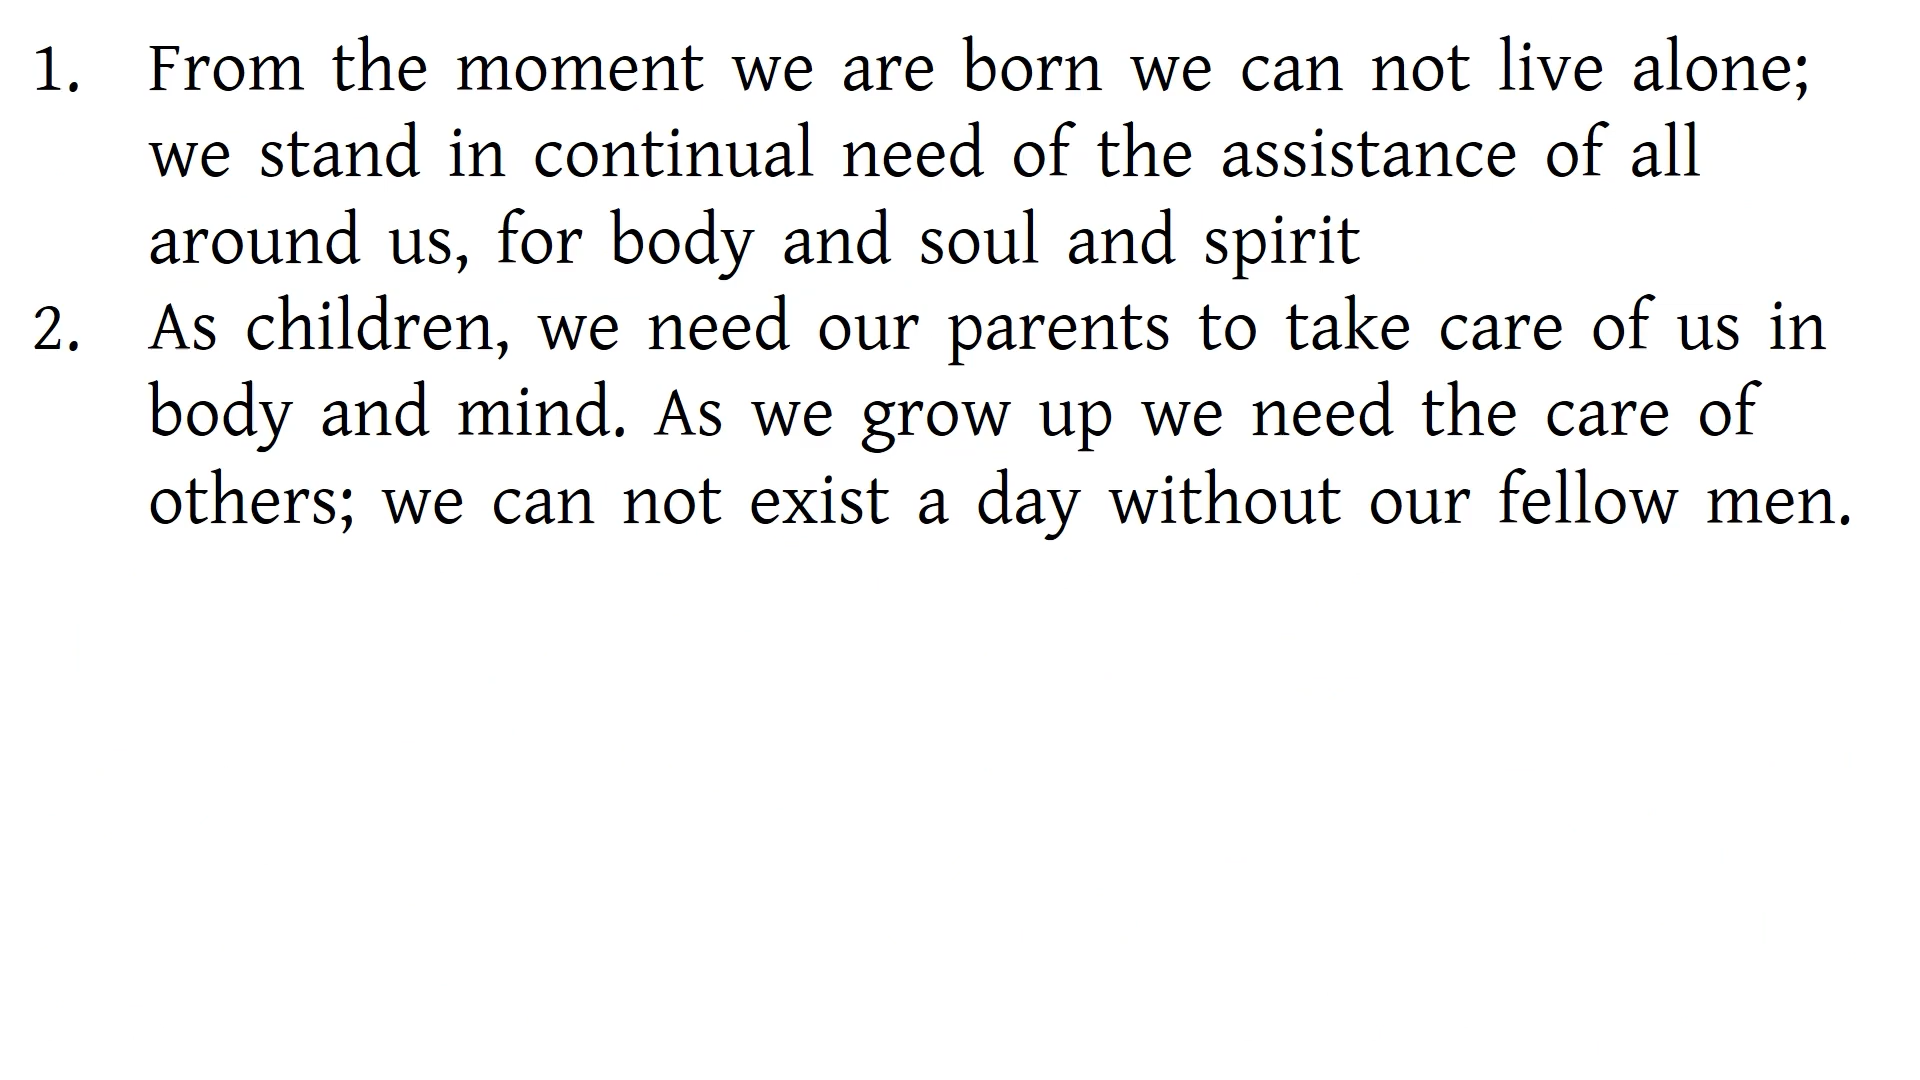 1. From the moment we are born we can not live alone;
we stand in continual need of the assistance of all
around us, for body and soul and spirit
2. As children, we need our parents to take care of us in
body and mind. As we grow up we need the care of
others; we can not exist a day without our fellow men.